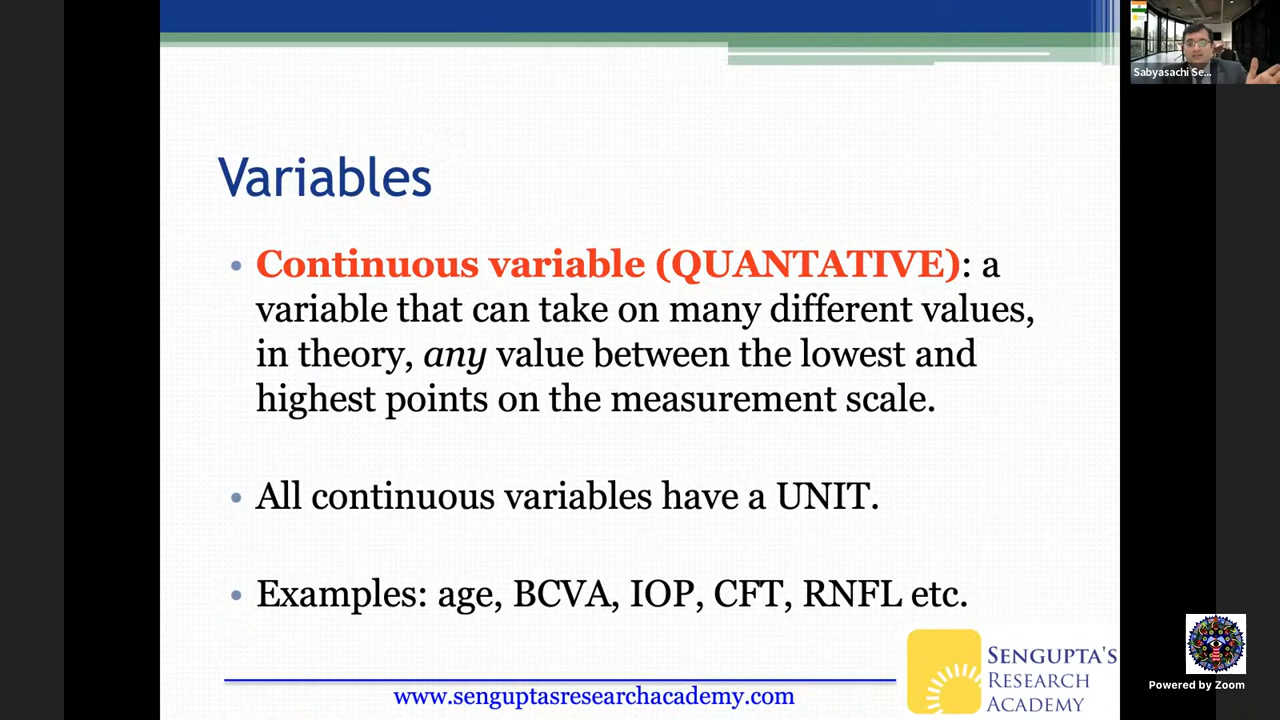 Sabyasachi Se...
Variables
• Continuous variable (QUANTATIVE): a
variable that can take on many different values,
in theory, any value between the lowest and
highest points on the measurement scale.
• All continuous variables have a UNIT.
• Examples: age, BCVA, IOP, CFT, RNFL etc.
SENGUPTA'S
RESEARCH
ACADEMY
www.senguptasresearchacademy.com
Powered by Zoom